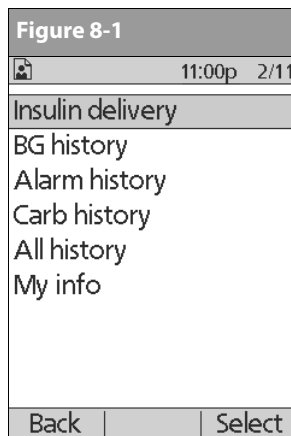 Figure 8-1
11:00p 2/11
Insulin delivery
BG history
Alarm history
Carb history
All history
My info
Back Select